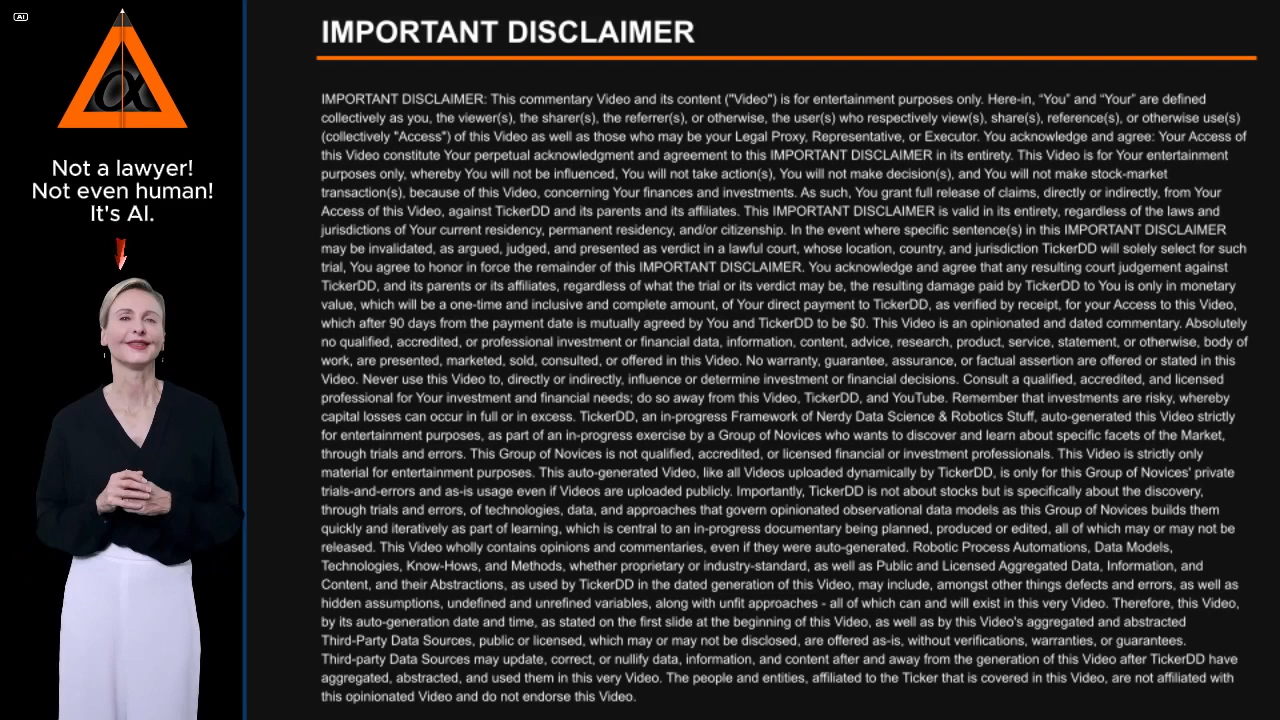 AI
α
Not a lawyer!
Not even human!
It's AI.
IMPORTANT DISCLAIMER
IMPORTANT DISCLAIMER: This commentary Video and its content ("Video") is for entertainment purposes only. Here-in, “You” and “Your” are defined
collectively as you, the viewer(s), the sharer(s), the referrer(s), or otherwise, the user(s) who respectively view(s), share(s), reference(s), or otherwise use(s)
(collectively "Access") of this Video as well as those who may be your Legal Proxy, Representative, or Executor. You acknowledge and agree: Your Access of
this Video constitute Your perpetual acknowledgment and agreement to this IMPORTANT DISCLAIMER in its entirety. This Video is for Your entertainment
purposes only, whereby You will not be influenced, You will not take action(s), You will not make decision(s), and You will not make stock-market
transaction(s), because of this Video, concerning Your finances and investments. As such, You grant full release of claims, directly or indirectly, from Your
Access of this Video, against TickerDD and its parents and its affiliates. This IMPORTANT DISCLAIMER is valid in its entirety, regardless of the laws and
jurisdictions of Your current residency, permanent residency, and/or citizenship. In the event where specific sentence(s) in this IMPORTANT DISCLAIMER
may be invalidated, as argued, judged, and presented as verdict in a lawful court, whose location, country, and jurisdiction TickerDD will solely select for such
trial, You agree to honor in force the remainder of this IMPORTANT DISCLAIMER. You acknowledge and agree that any resulting court judgement against
TickerDD, and its parents or its affiliates, regardless of what the trial or its verdict may be, the resulting damage paid by TickerDD to You is only in monetary
value, which will be a one-time and inclusive and complete amount, of Your direct payment to TickerDD, as verified by receipt, for your Access to this Video,
which after 90 days from the payment date is mutually agreed by You and TickerDD to be $0. This Video is an opinionated and dated commentary. Absolutely
no qualified, accredited, or professional investment or financial data, information, content, advice, research, product, service, statement, or otherwise, body of
work, are presented, marketed, sold, consulted, or offered in this Video. No warranty, guarantee, assurance, or factual assertion are offered or stated in this
Video. Never use this Video to, directly or indirectly, influence or determine investment or financial decisions. Consult a qualified, accredited, and licensed
professional for Your investment and financial needs; do so away from this Video, TickerDD, and YouTube. Remember that investments are risky, whereby
capital losses can occur in full or in excess. TickerDD, an in-progress Framework of Nerdy Data Science & Robotics Stuff, auto-generated this Video strictly
for entertainment purposes, as part of an in-progress exercise by a Group of Novices who wants to discover and learn about specific facets of the Market,
through trials and errors. This Group of Novices is not qualified, accredited, or licensed financial or investment professionals. This Video is strictly only
material for entertainment purposes. This auto-generated Video, like all Videos uploaded dynamically by TickerDD, is only for this Group of Novices' private
trials-and-errors and as-is usage even if Videos are uploaded publicly. Importantly, TickerDD is not about stocks but is specifically about the discovery,
through trials and errors, of technologies, data, and approaches that govern opinionated observational data models as this Group of Novices builds them
quickly and iteratively as part of learning, which is central to an in-progress documentary being planned, produced or edited, all of which may or may not be
released. This Video wholly contains opinions and commentaries, even if they were auto-generated. Robotic Process Automations, Data Models,
Technologies, Know-Hows, and Methods, whether proprietary or industry-standard, as well as Public and Licensed Aggregated Data, Information, and
Content, and their Abstractions, as used by TickerDD in the dated generation of this Video, may include, amongst other things defects and errors, as well as
hidden assumptions, undefined and unrefined variables, along with unfit approaches - all of which can and will exist in this very Video. Therefore, this Video,
by its auto-generation date and time, as stated on the first slide at the beginning of this Video, as well as by this Video's aggregated and abstracted
Third-Party Data Sources, public or licensed, which may or may not be disclosed, are offered as-is, without verifications, warranties, or guarantees.
Third-party Data Sources may update, correct, or nullify data, information, and content after and away from the generation of this Video after TickerDD have
aggregated, abstracted, and used them in this very Video. The people and entities, affiliated to the Ticker that is covered in this Video, are not affiliated with
this opinionated Video and do not endorse this Video.